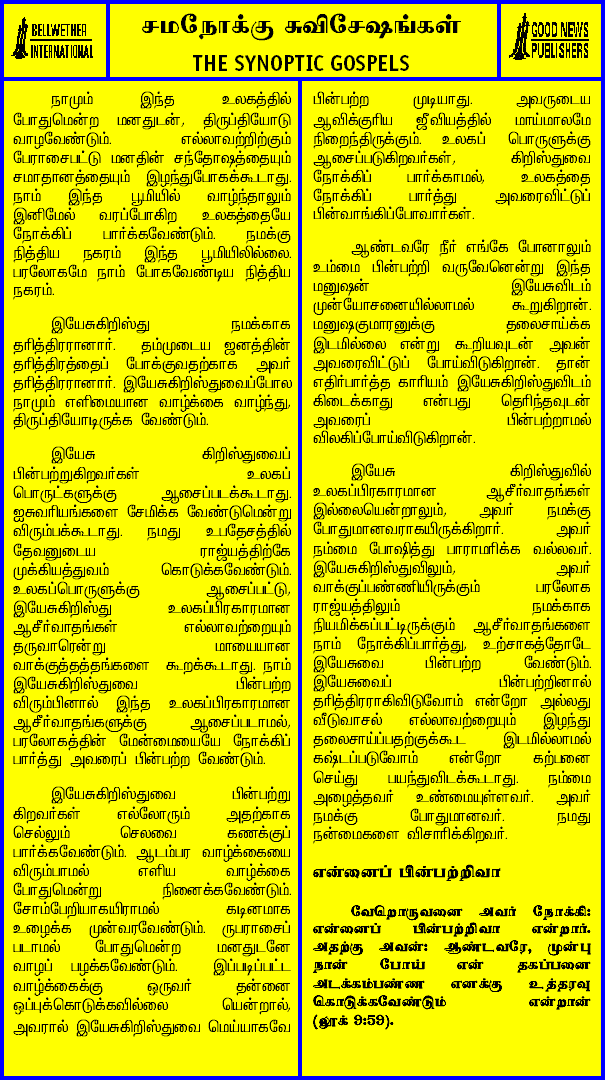 BELLWETHER
INTERNATIONAL
சமநோக்கு சுவிசேஷங்கள்
THE SYNOPTIC GOSPELS
GOOD NEWS
PUBLISHERS
நாமும் இந்த உலகத்தில்
போதுமென்ற மனதுடன், திருப்தியோடு
வாழவேண்டும். எல்லாவற்றிற்கும்
பேராசைபட்டு மனதின் சந்தோஷத்தையும்
சமாதானத்தையும் இழந்துபோகக்கூடாது.
நாம் இந்த பூமியில் வாழ்ந்தாலும்
இனிமேல் வரப்போகிற உலகத்தையே
நோக்கிப் பார்க்கவேண்டும். நமக்கு
நித்திய நகரம் இந்த பூமியிலில்லை.
பரலோகமே நாம் போகவேண்டிய நித்திய
நகரம்.
இயேசுகிறிஸ்து நமக்காக
தரித்திரரானார். தம்முடைய ஜனத்தின்
தரித்திரத்தைப் போக்குவதற்காக அவர்
தரித்திரரானார். இயேசுகிறிஸ்துவைப்போல
நாமும் எளிமையான வாழ்க்கை வாழ்ந்து,
திருப்தியோடிருக்க வேண்டும்.
இயேசு கிறிஸ்துவைப்
பின்பற்றுகிறவர்கள் உலகப்
பொருட்களுக்கு ஆசைப்படக்கூடாது.
ஐசுவரியங்களை சேமிக்க வேண்டுமென்று
விரும்பக்கூடாது. நமது உபதேசத்தில்
தேவனுடைய ராஜ்யத்திற்கே
முக்கியத்துவம் கொடுக்கவேண்டும்.
உலகப்பொருளுக்கு ஆசைப்பட்டு,
இயேசுகிறிஸ்து உலகப்பிரகாரமான
ஆசீர்வாதங்கள் எல்லாவற்றையும்
தருவாரென்று மாயையான
வாக்குத்தத்தங்களை கூறக்கூடாது. நாம்
இயேசுகிறிஸ்துவை பின்பற்ற
விரும்பினால் இந்த உலகப்பிரகாரமான
ஆசீர்வாதங்களுக்கு ஆசைப்படாமல்,
பரலோகத்தின் மேன்மையையே நோக்கிப்
பார்த்து அவரைப் பின்பற்ற வேண்டும்.
இயேசுகிறிஸ்துவை பின்பற்று
கிறவர்கள் எல்லோரும் அதற்காக
செல்லும் செலவை கணக்குப்
பார்க்கவேண்டும். ஆடம்பர வாழ்க்கையை
விரும்பாமல் எளிய வாழ்க்கை
போதுமென்று நினைக்கவேண்டும்.
சோம்பேறியாகயிராமல் கடினமாக
உழைக்க முன்வரவேண்டும். ருபராசைப்
படாமல் போதுமென்ற மனதுடனே
வாழப் பழக்கவேண்டும். இப்படிப்பட்ட
வாழ்க்கைக்கு ஒருவர் தன்னை
ஒப்புக்கொடுக்கவில்லை யென்றால்,
அவரால் இயேசுகிறிஸ்துவை மெய்யாகவே
பின்பற்ற முடியாது. அவருடைய
ஆவிக்குரிய ஜீவியத்தில் மாய்மாலமே
நிறைந்திருக்கும். உலகப் பொருளுக்கு
ஆசைப்படுகிறவர்கள், கிறிஸ்துவை
நோக்கிப் பார்க்காமல், உலகத்தை
நோக்கிப் பார்த்து அவரைவிட்டுப்
பின்வாங்கிப்போவார்கள்.
ஆண்டவரே நீர் எங்கே போனாலும்
உம்மை பின்பற்றி வருவேனென்று இந்த
மனுஷன் இயேசுவிடம்
முன்யோசனையில்லாமல் கூறுகிறான்.
மனுஷகுமாரனுக்கு தலைசாய்க்க
இடமில்லை என்று கூறியவுடன் அவன்
அவரைவிட்டுப் போய்விடுகிறான். தான்
எதிர்பார்த்த காரியம் இயேசுகிறிஸ்துவிடம்
கிடைக்காது என்பது தெரிந்தவுடன்
அவரைப் பின்பற்றாமல்
விலகிப்போய்விடுகிறான்.
இயேசு கிறிஸ்துவில்
உலகப்பிரகாரமான ஆசீர்வாதங்கள்
இல்லையென்றாலும், அவர் நமக்கு
போதுமானவராகயிருக்கிறார். அவர்
நம்மை போஷித்து பாராமரிக்க வல்லவர்.
இயேசுகிறிஸ்துவிலும், அவர்
வாக்குப்பண்ணியிருக்கும் பரலோக
ராஜ்யத்திலும் நமக்காக
நியமிக்கப்பட்டிருக்கும் ஆசீர்வாதங்களை
நாம் நோக்கிப்பார்த்து, உற்சாகத்தோடே
இயேசுவை பின்பற்ற வேண்டும்.
இயேசுவைப் பின்பற்றினால்
தரித்திரராகிவிடுவோம் என்றோ அல்லது
வீடுவாசல் எல்லாவற்றையும் இழந்து
தலைசாய்ப்பதற்குக்கூட இடமில்லாமல்
கஷ்டப்படுவோம் என்றோ கற்பனை
செய்து பயந்துவிடக்கூடாது. நம்மை
அழைத்தவர் உண்மையுள்ளவர். அவர்
நமக்கு போதுமானவர். நமது
நன்மைகளை விசாரிக்கிறவர்.
என்னைப் பின்பற்றிவா
வேறொருவனை அவர் நோக்கி:
என்னைப் பின்பற்றிவா என்றார்.
அதற்கு அவன்: ஆண்டவரே, முன்பு
நான் போய் என் தகப்பனை
அடக்கம்பண்ண எனக்கு உத்தரவு
கொடுக்கவேண்டும் என்றான்
(லூக் 9:59).